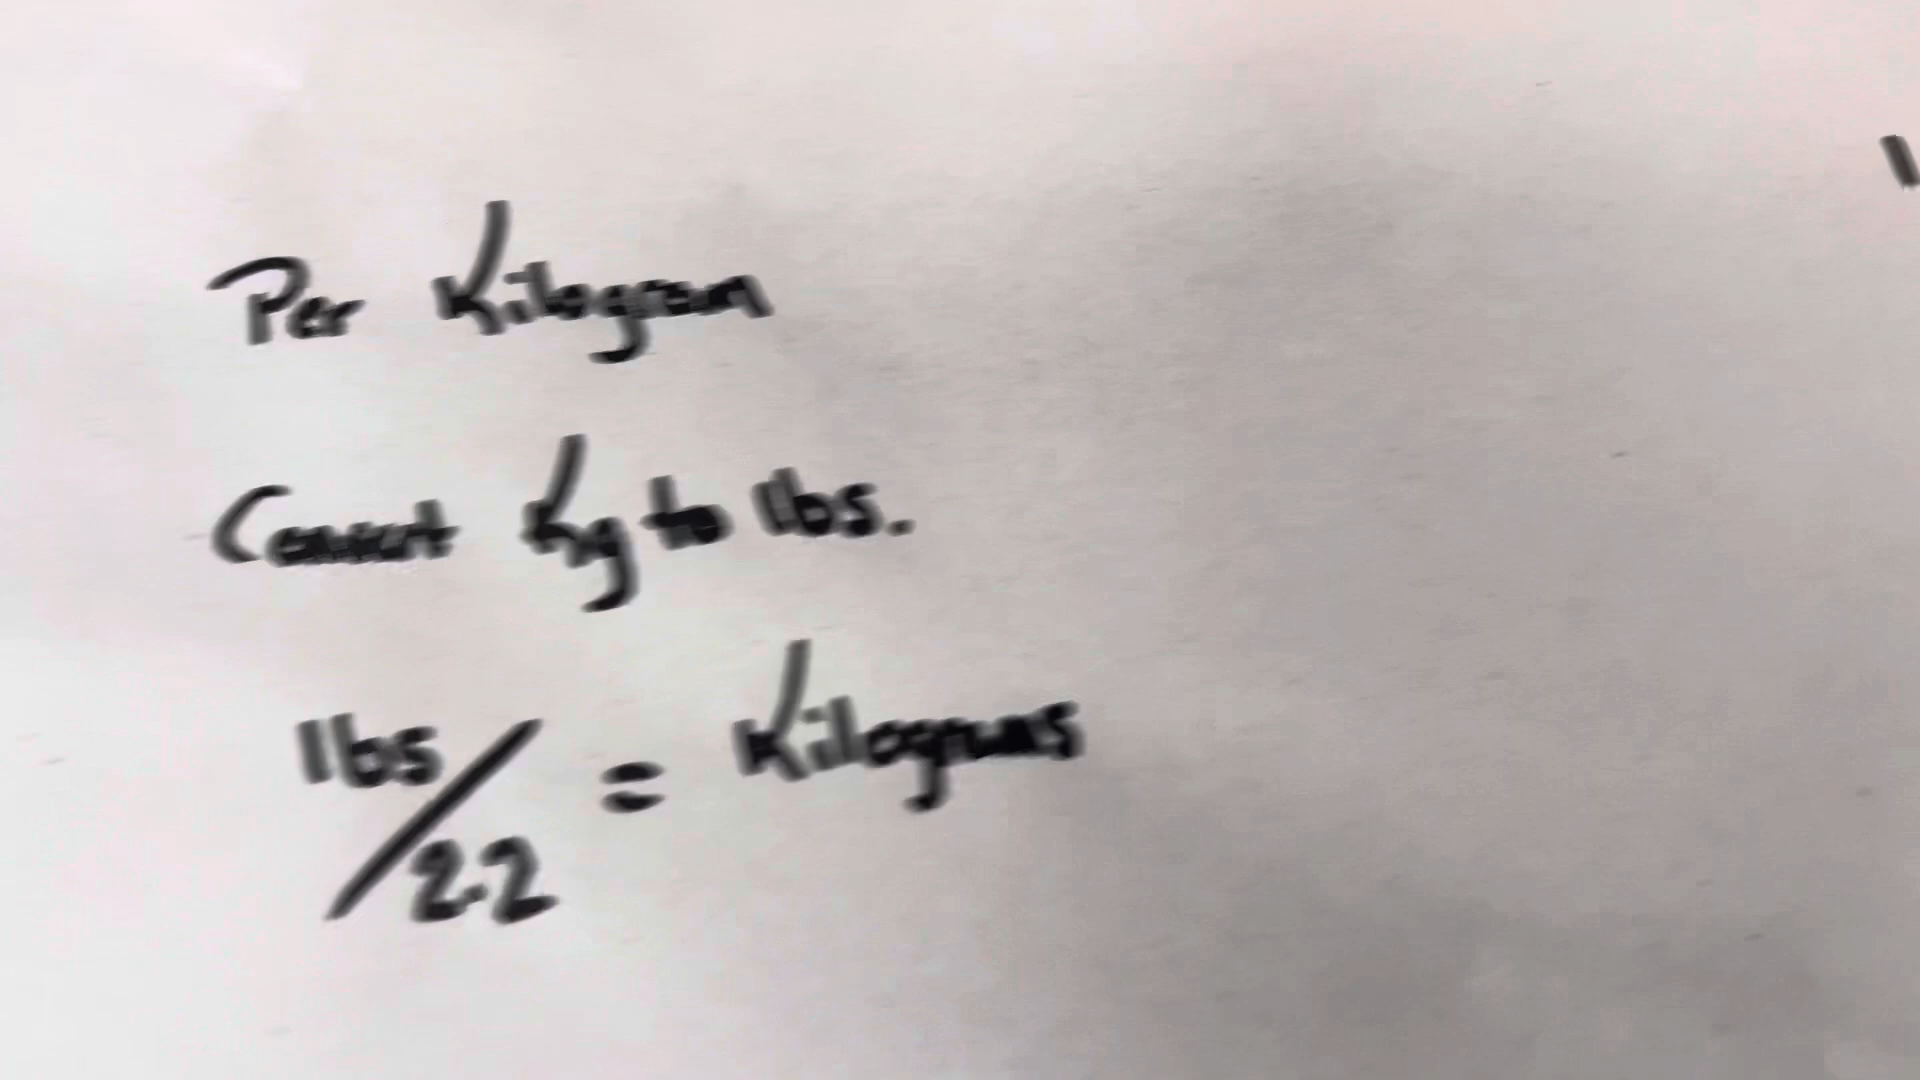 Per Kilogram
Convert Kg to lbs.
lbs/2.2 = Kilograms